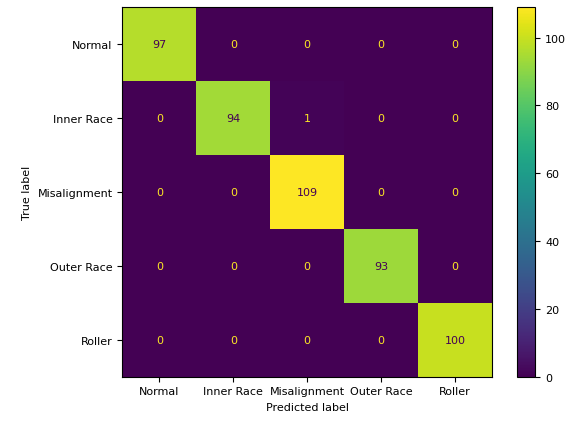 Normal 97 0 0 0 0
Inner Race 0 94 1 0 0
Misalignment 0 0 109 0 0
Outer Race 0 0 0 93 0
Roller 0 0 0 0 100
True label
Normal Inner Race Misalignment Outer Race Roller
Predicted label
100
80
60
40
20
0